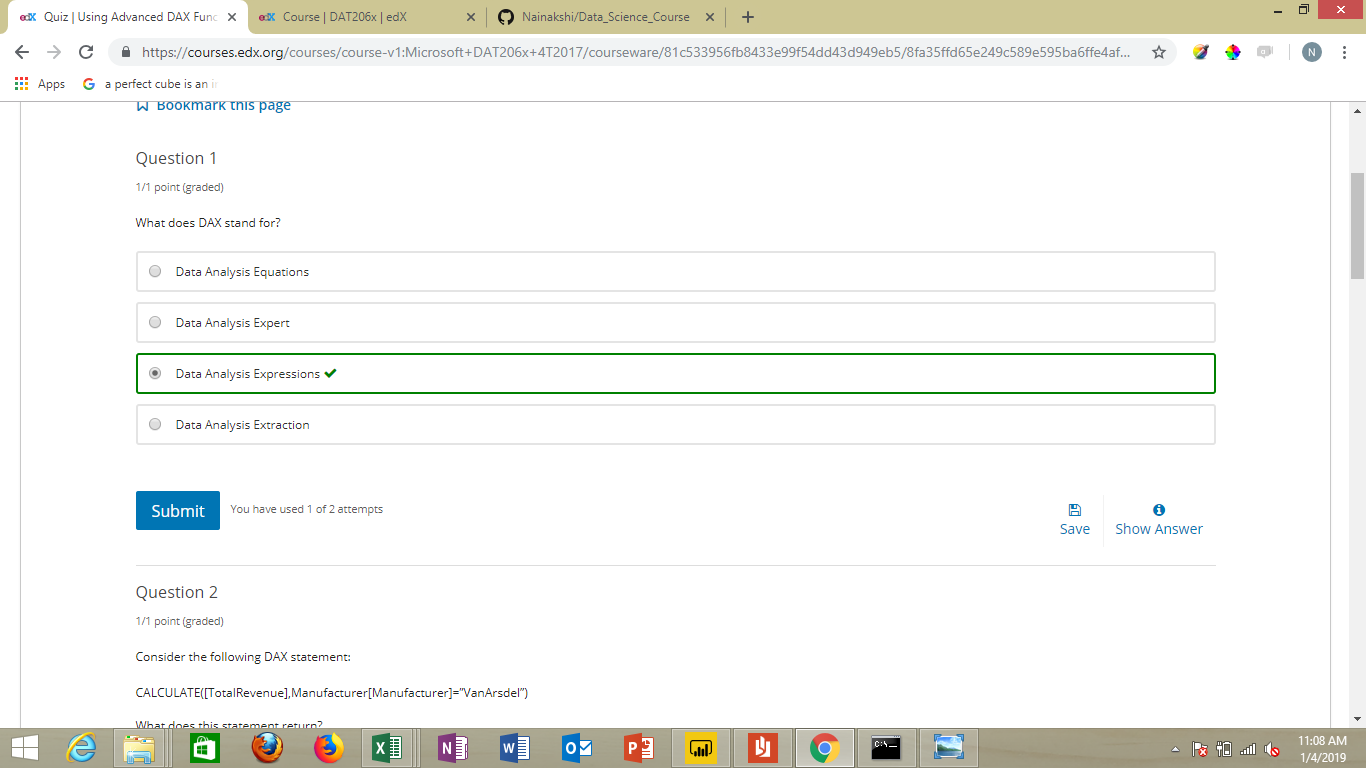 edX Quiz | Using Advanced DAX Func
edX Course | DAT206x | edX
Nainakshi/Data_Science_Course
https://courses.edx.org/courses/course-v1:Microsoft+DAT206x+4T2017/courseware/81c533956fb8433e99f54dd43d949eb5/8fa35ffd65e249c589e595ba6ffe4af...
N
Apps
G a perfect cube is an i
Bookmark this page
Question 1
1/1 point (graded)
What does DAX stand for?
Data Analysis Equations
Data Analysis Expert
Data Analysis Expressions
Data Analysis Extraction
Submit
You have used 1 of 2 attempts
Save
Show Answer
Question 2
1/1 point (graded)
Consider the following DAX statement:
CALCULATE([TotalRevenue],Manufacturer[Manufacturer]=”VanArsdel”)
What does this statement return?
11:08 AM
1/4/2019